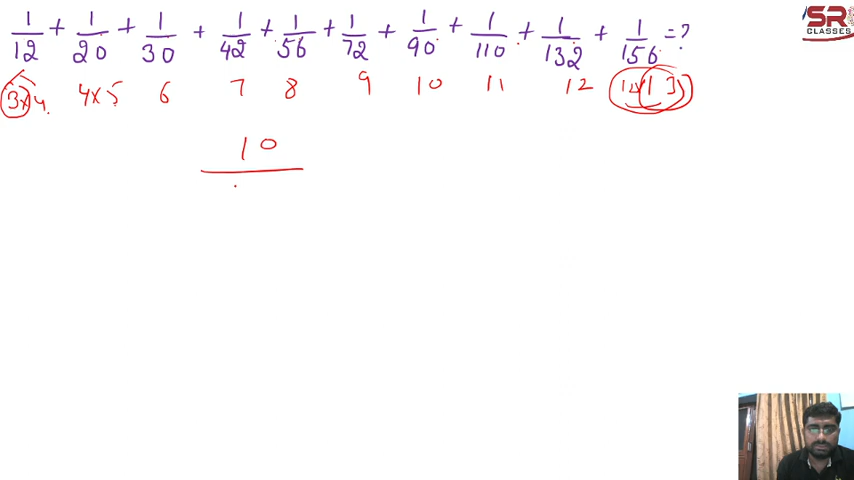 1/12 + 1/20 + 1/30 + 1/42 + 1/56 + 1/72 + 1/90 + 1/110 + 1/132 + 1/156 = ?
3×4 4×5 6 7 8 9 10 11 12 13
10
SR
CLASSES